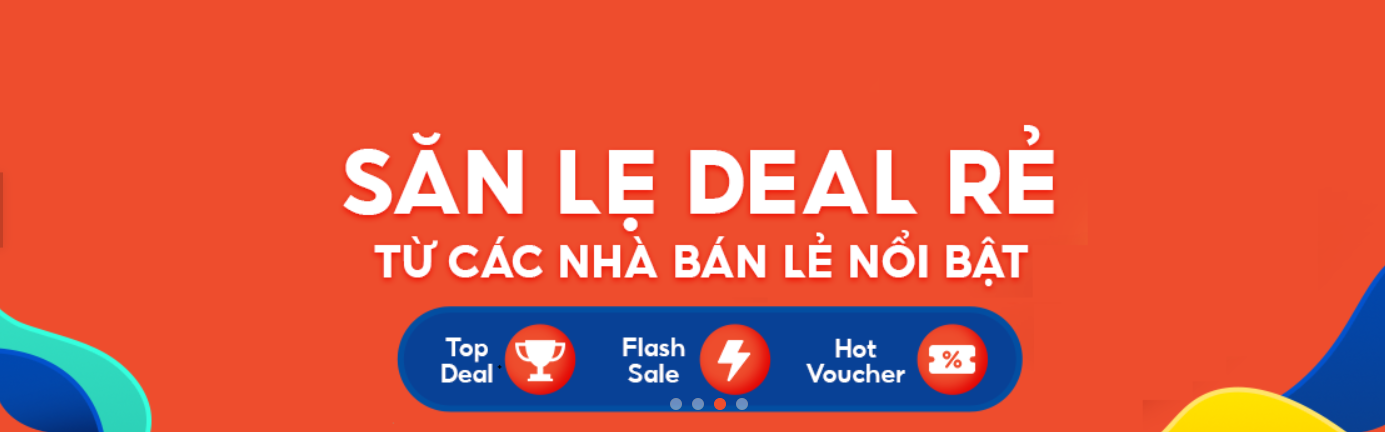 SĂN LẸ DEAL RẺ
TỪ CÁC NHÀ BÁN LẺ NỔI BẬT
Top
Deal
Flash
Sale
Hot
Voucher
%